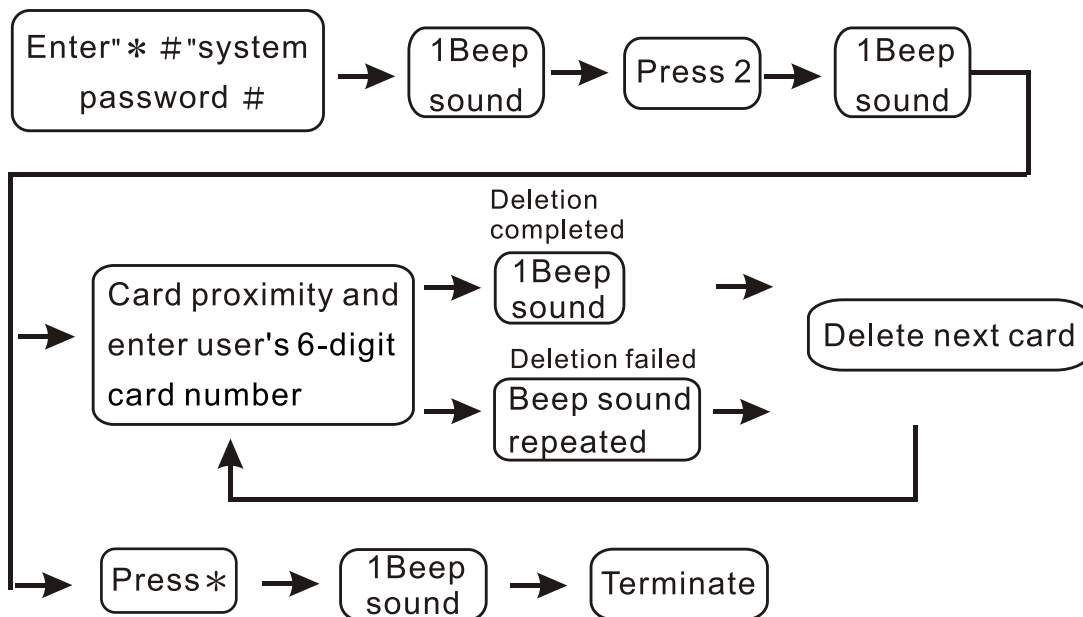 Enter"＊ #"system
password #
1Beep
sound
Press 2
1Beep
sound
Card proximity and
enter user's 6-digit
card number
Deletion
completed
1Beep
sound
Deletion failed
Beep sound
repeated
Delete next card
Press＊
1Beep
sound
Terminate